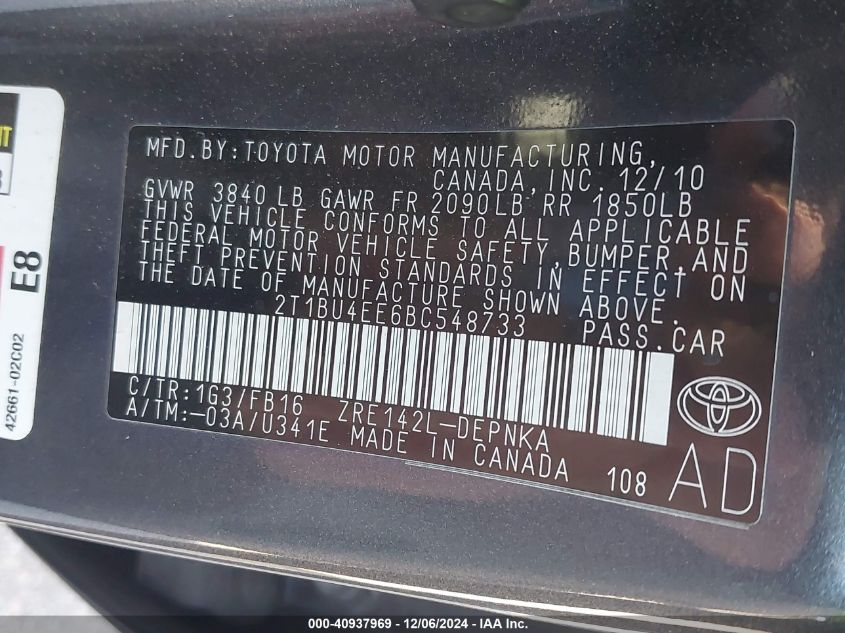 MFD.BY:TOYOTA MOTOR MANUFACTURING,
CANADA,INC. 12/10
GVWR 3840 LB GAWR FR 2090LB RR 1850LB
THIS VEHICLE CONFORMS TO ALL APPLICABLE
FEDERAL MOTOR VEHICLE SAFETY,BUMPER,AND
THEFT PREVENTION STANDARDS IN EFFECT ON
THE DATE OF MANUFACTURE SHOWN ABOVE.
2T1BU4EE6BC548733 PASS.CAR
C/TR:1G3/FB16 ZRE142L-DEPNKA
A/TM:-03A/U341E MADE IN CANADA 108
AD
E8
42661-02C02
000-40937969 - 12/06/2024 - IAAI.com